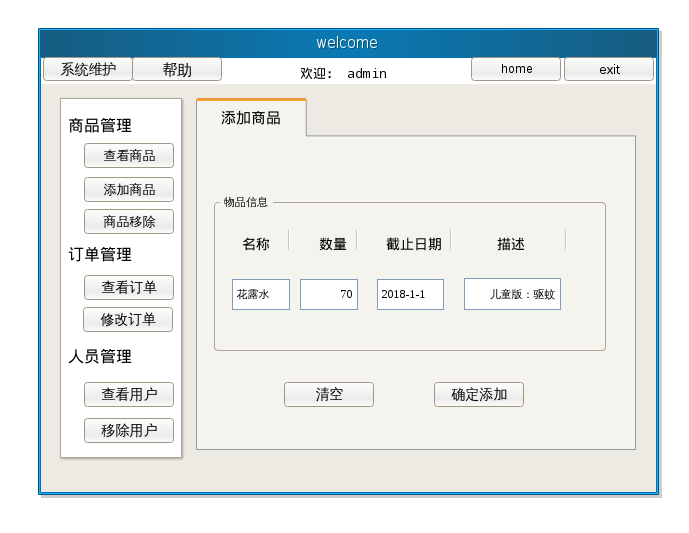 welcome
系统维护 帮助 欢迎: admin home exit
商品管理
查看商品
添加商品
商品移除
订单管理
查看订单
修改订单
人员管理
查看用户
移除用户
添加商品
物品信息
名称 数量 截止日期 描述
花露水 70 2018-1-1 儿童版：驱蚊
清空 确定添加